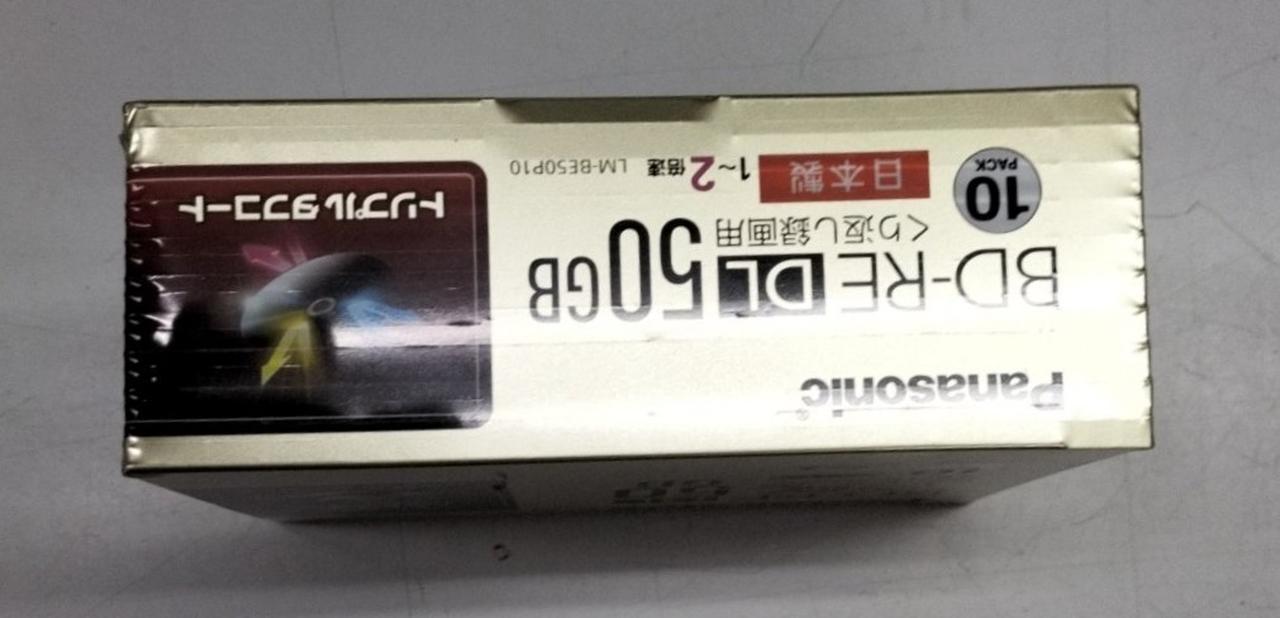 Panasonic®
BD-RE DL 50GB
くり返し録画用
10 PACK
日本製 1~2倍速 LM-BE50P10
トリプルタフコート